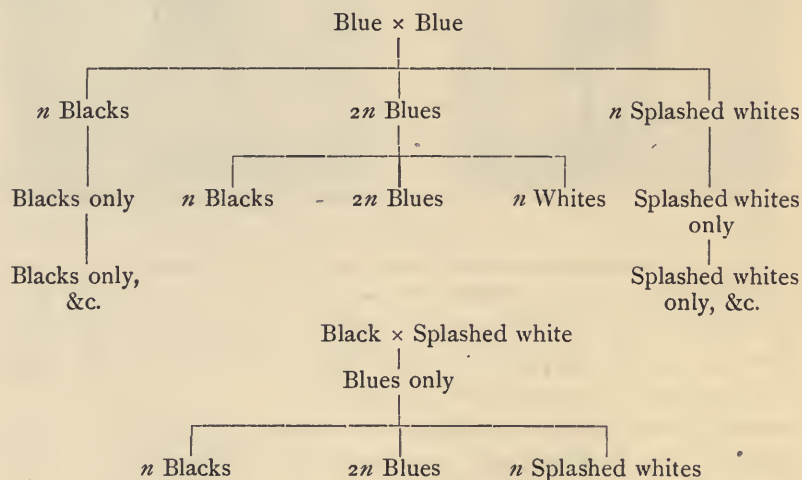 Blue × Blue
n Blacks 2n Blues n Splashed whites
Blacks only n Blacks 2n Blues n Whites Splashed whites
only
Blacks only, Splashed whites
&c. only, &c.
Black × Splashed white
Blues only
n Blacks 2n Blues n Splashed whites